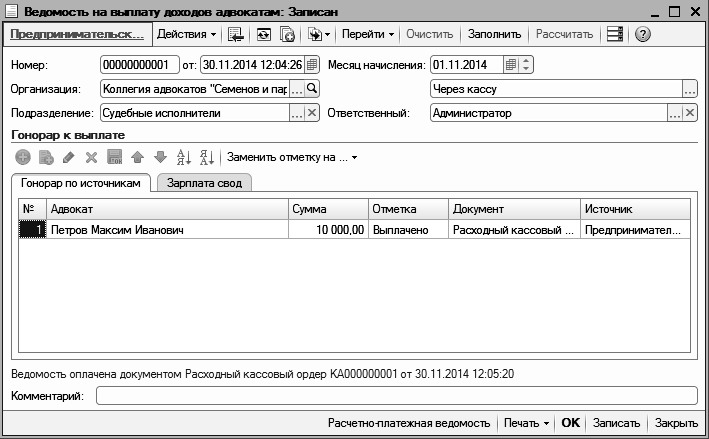 Ведомость на выплату доходов адвокатам: Записан
Предпринимательск... Действия Перейти Очистить Заполнить Рассчитать
Номер: 00000000001 от: 30.11.2014 12:04:26 Месяц начисления: 01.11.2014
Организация: Коллегия адвокатов "Семенов и пар ... Через кассу ...
Подразделение: Судебные исполнители ... Ответственный: Администратор ...
Гонорар к выплате
Заменить отметку на ...
Гонорар по источникам Зарплата свод
№ Адвокат Сумма Отметка Документ Источник
1 Петров Максим Иванович 10 000,00 Выплачено Расходный кассовый ... Предпринимател...
Ведомость оплачена документом Расходный кассовый ордер КА000000001 от 30.11.2014 12:05:20
Комментарий:
Расчетно-платежная ведомость Печать OK Записать Закрыть